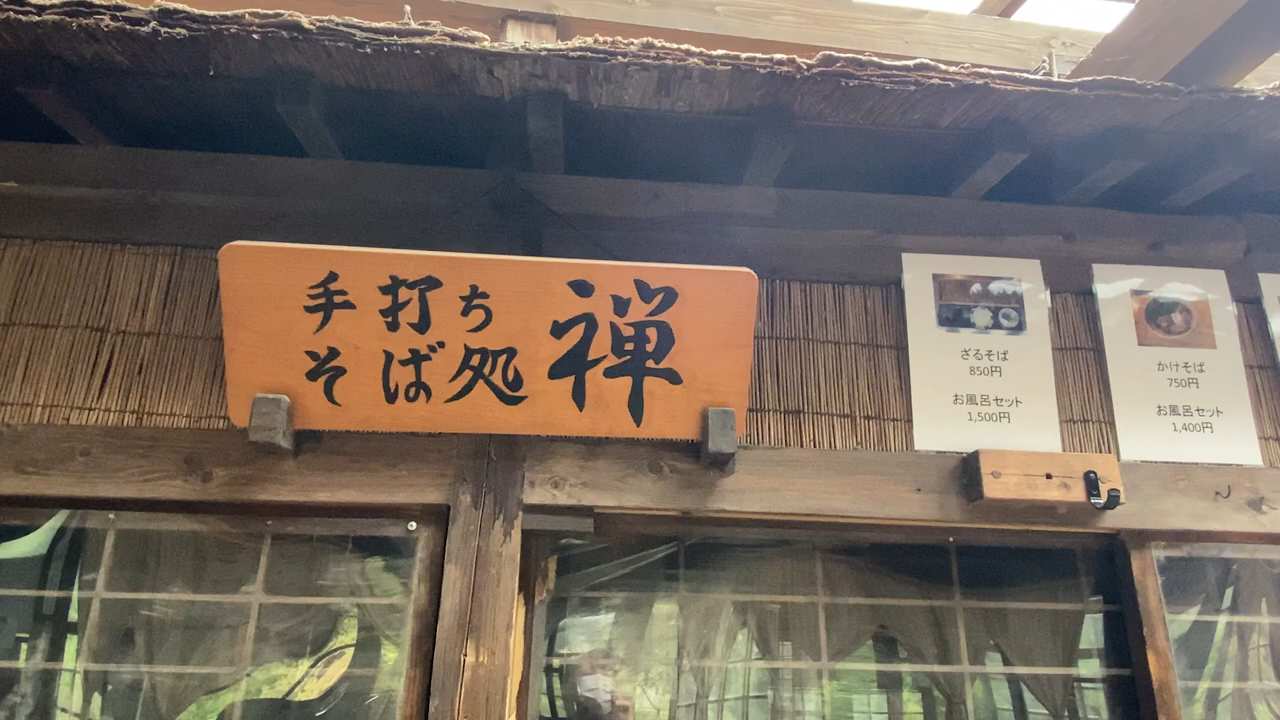 手打ち
そば処
禅
ざるそば
850円
お風呂セット
1,500円
かけそば
750円
お風呂セット
1,400円